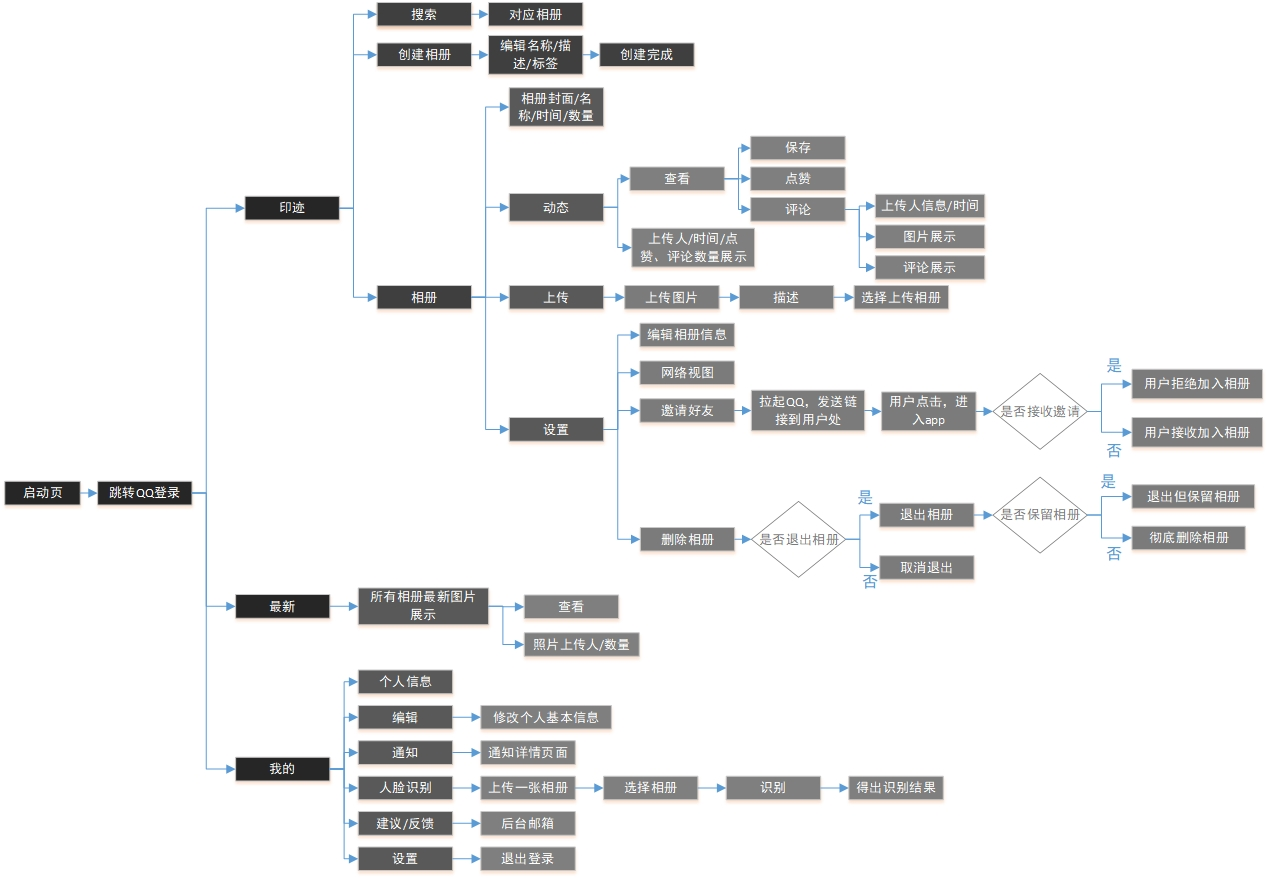 搜索
对应相册
创建相册
编辑名称/描
述/标签
创建完成
相册封面/名
称/时间/数量
保存
查看
点赞
印迹
动态
评论
上传人信息/时间
图片展示
上传人/时间/点
赞、评论数量展示
评论展示
相册
上传
上传图片
描述
选择上传相册
编辑相册信息
网络视图
是
用户拒绝加入相册
邀请好友
拉起QQ，发送链
接到用户处
用户点击，进
入app
是否接收邀请
设置
用户接收加入相册
否
启动页
跳转QQ登录
是
是
退出但保留相册
删除相册
是否退出相册
退出相册
是否保留相册
彻底删除相册
否
取消退出
否
最新
所有相册最新图片
展示
查看
照片上传人/数量
个人信息
编辑
修改个人基本信息
通知
通知详情页面
我的
人脸识别
上传一张相册
选择相册
识别
得出识别结果
建议/反馈
后台邮箱
设置
退出登录